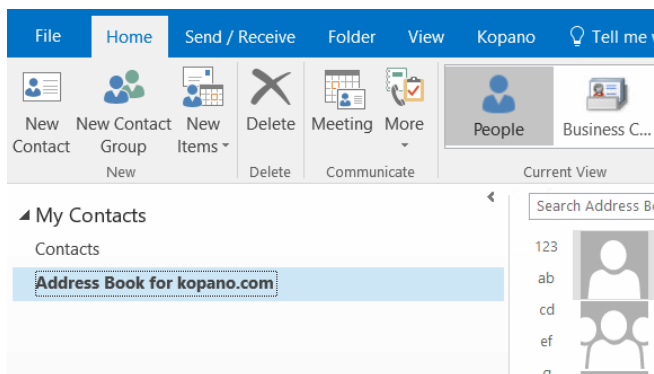 File Home Send / Receive Folder View Kopano Tell me
New Contact New Contact Group New Items Delete Meeting More People Business C...
New Delete Communicate Current View
My Contacts
Search Address B
Contacts
123
Address Book for kopano.com
ab
cd
ef